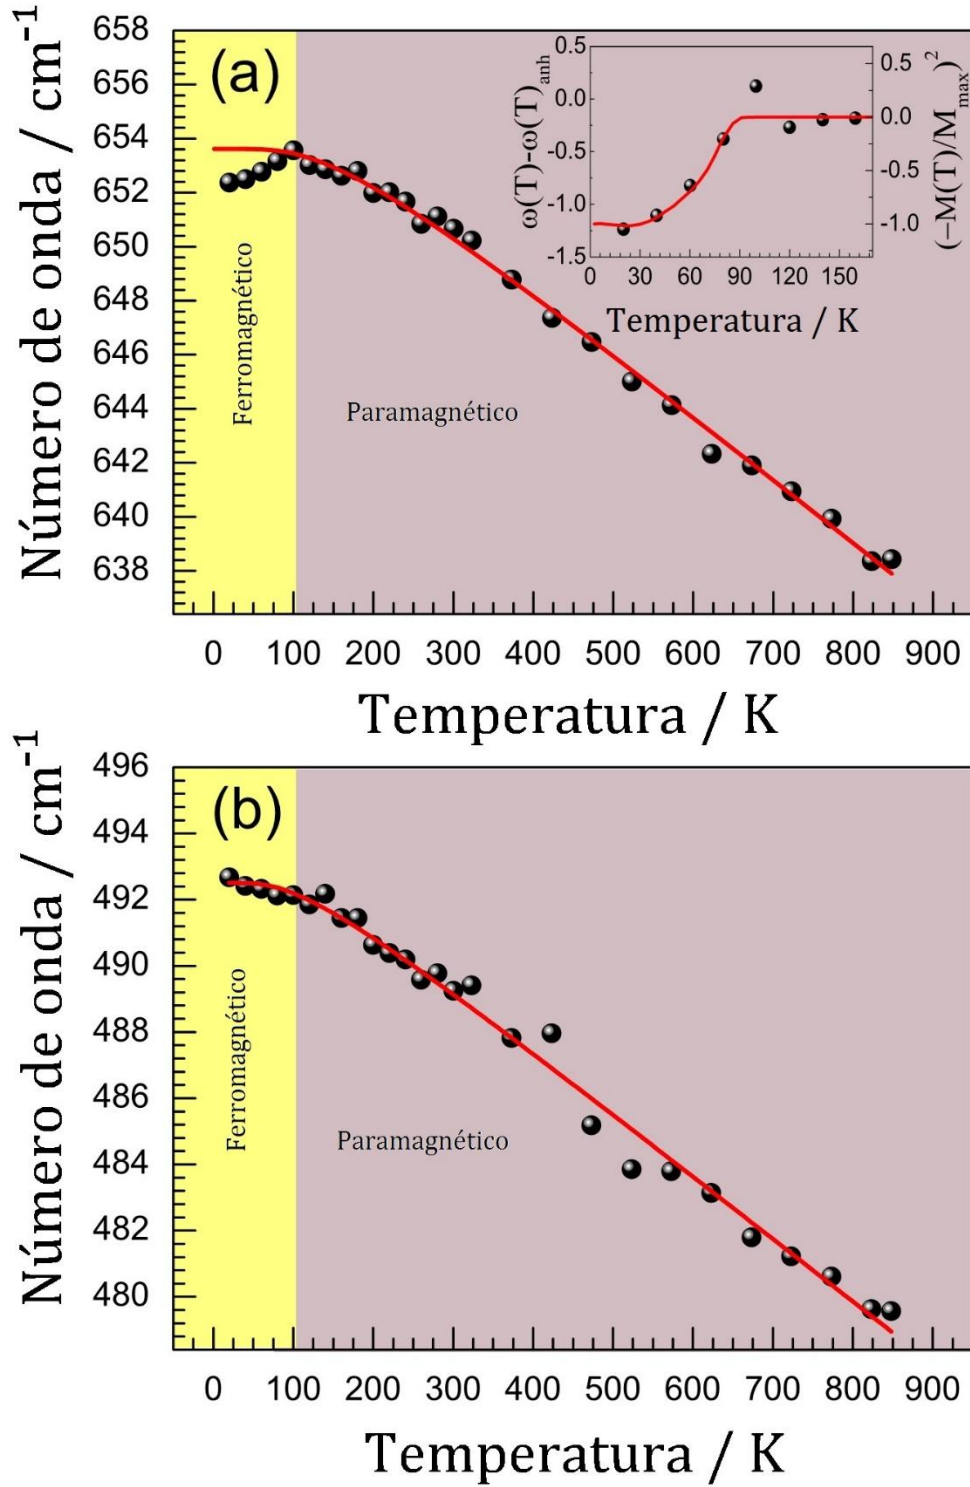 (a)
Número de onda / cm⁻¹
658
656
654
652
650
648
646
644
642
640
638
Ferromagnético
Paramagnético
ω(T)-ω(T)anh
0.5
0.0
-0.5
-1.0
-1.5
0 30 60 90 120 150
Temperatura / K
0.5
0.0
-0.5
-1.0
(−M(T)/Mmax)²
0 100 200 300 400 500 600 700 800 900
Temperatura / K
(b)
Número de onda / cm⁻¹
496
494
492
490
488
486
484
482
480
Ferromagnético
Paramagnético
0 100 200 300 400 500 600 700 800 900
Temperatura / K